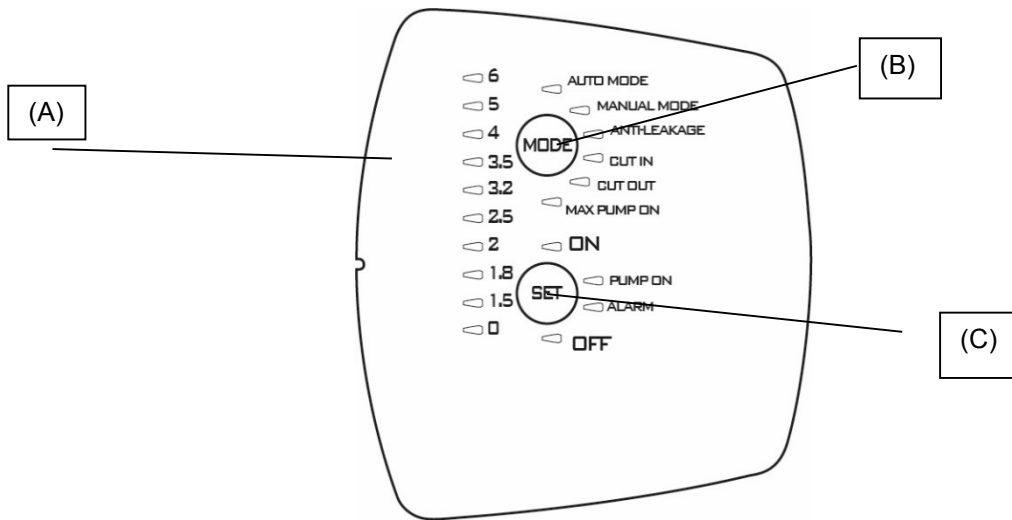 (A)
(B)
(C)
6
5
4
3.5
3.2
2.5
2
1.8
1.5
0
AUTO MODE
MANUAL MODE
ANTI-LEAKAGE
MODE
CUT IN
CUT OUT
MAX PUMP ON
ON
SET
PUMP ON
ALARM
OFF